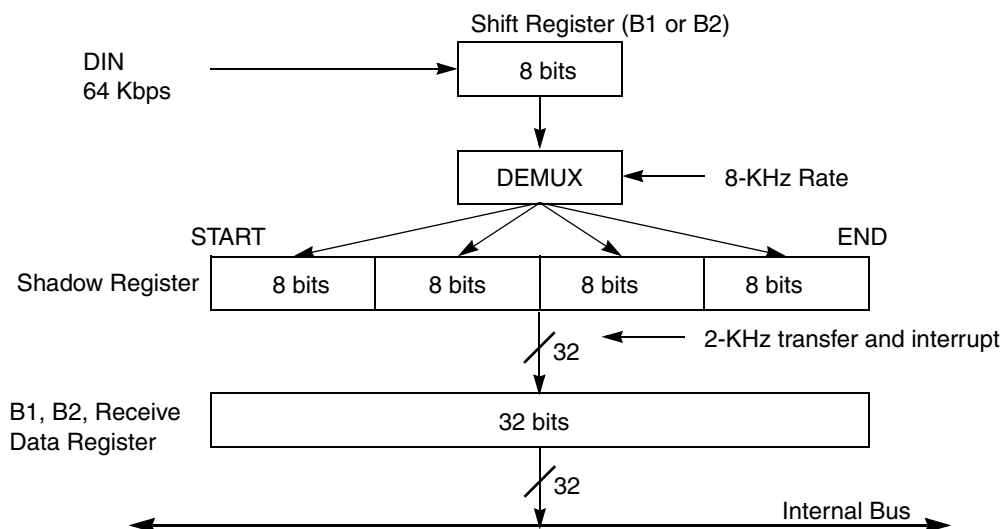 Shift Register (B1 or B2)
DIN
64 Kbps
8 bits
DEMUX
8-KHz Rate
START
END
Shadow Register
8 bits
8 bits
8 bits
8 bits
32
2-KHz transfer and interrupt
B1, B2, Receive
Data Register
32 bits
32
Internal Bus